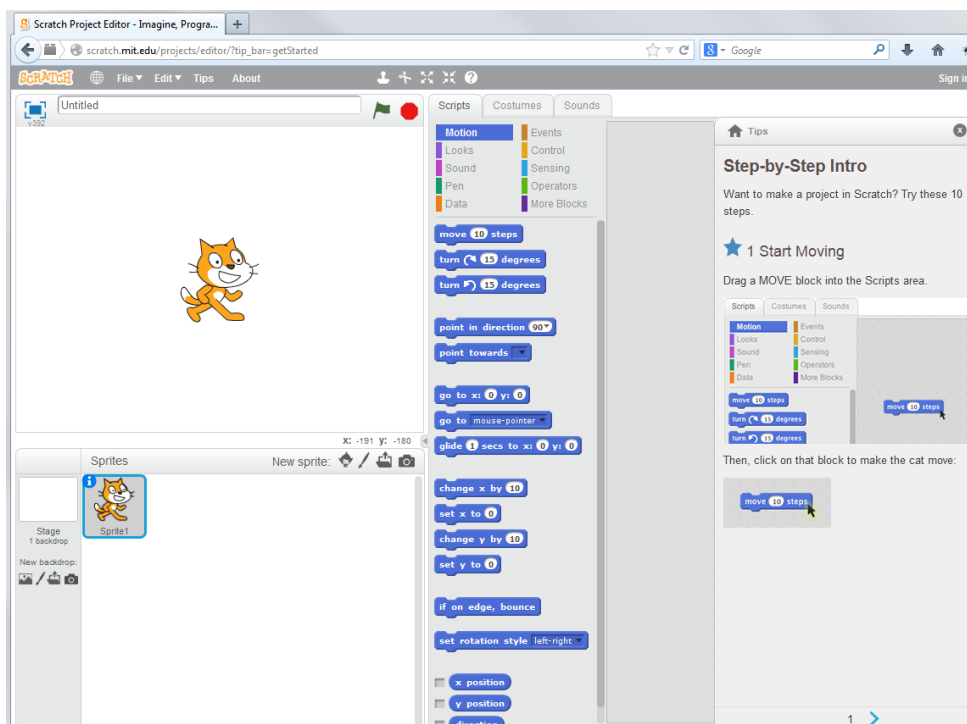 Scratch Project Editor - Imagine, Progra...
scratch.mit.edu/projects/editor/?tip_bar=getStarted
Google
SCRATCH File Edit Tips About
Sign in
v392
Untitled
Scripts Costumes Sounds
Motion Events
Looks Control
Sound Sensing
Pen Operators
Data More Blocks
move 10 steps
turn 15 degrees
turn 15 degrees
point in direction 90
point towards
go to x: 0 y: 0
go to mouse-pointer
glide 1 secs to x: 0 y: 0
change x by 10
set x to 0
change y by 10
set y to 0
if on edge, bounce
set rotation style left-right
x position
y position
direction
X: -191 y: -180
Sprites New sprite:
Sprite1
Stage
1 backdrop
New backdrop:
Tips
Step-by-Step Intro
Want to make a project in Scratch? Try these 10
steps.
1 Start Moving
Drag a MOVE block into the Scripts area.
Scripts Costumes Sounds
Motion Events
Looks Control
Sound Sensing
Pen Operators
Data More Blocks
move 10 steps
turn 15 degrees
turn 15 degrees
move 10 steps
Then, click on that block to make the cat move:
move 10 steps
1